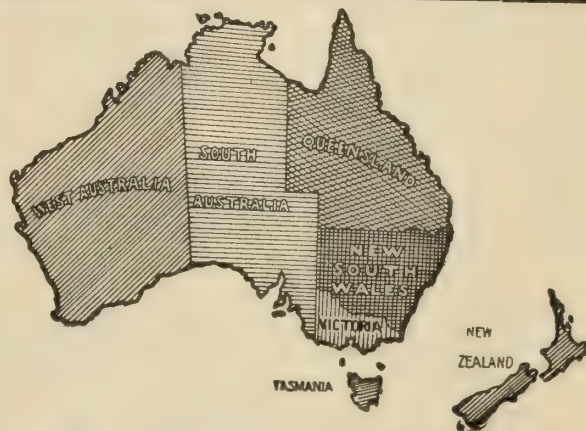 WEST AUSTRALIA
SOUTH
AUSTRALIA
QUEENSLAND
NEW
SOUTH
WALES
VICTORIA
TASMANIA
NEW
ZEALAND